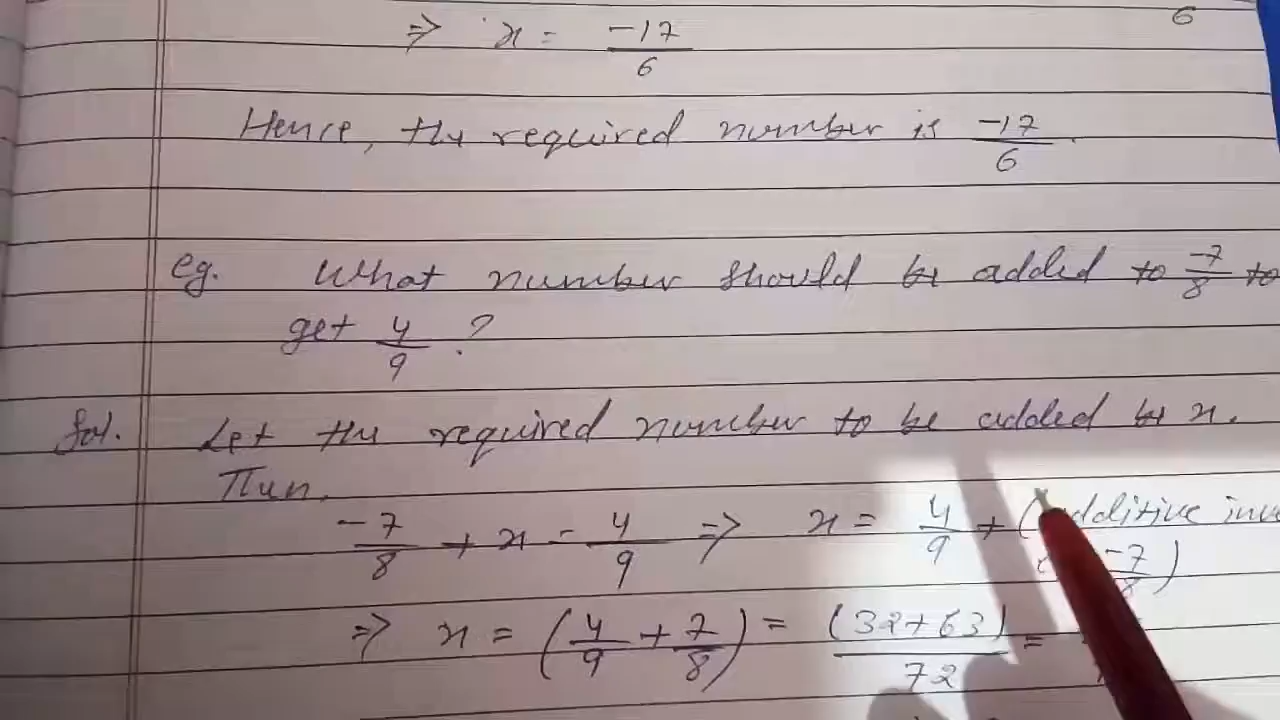 6
⇒ x = -17/6
Hence, the required number is -17/6.
eg. What number should be added to -7/8 to
get 4/9 ?
Sol. Let the required number to be added be x.
Then,
-7/8 + x = 4/9 ⇒ x = 4/9 + (additive
-7/8)
⇒ x = (4/9 + 7/8) = (32+63)/72 =